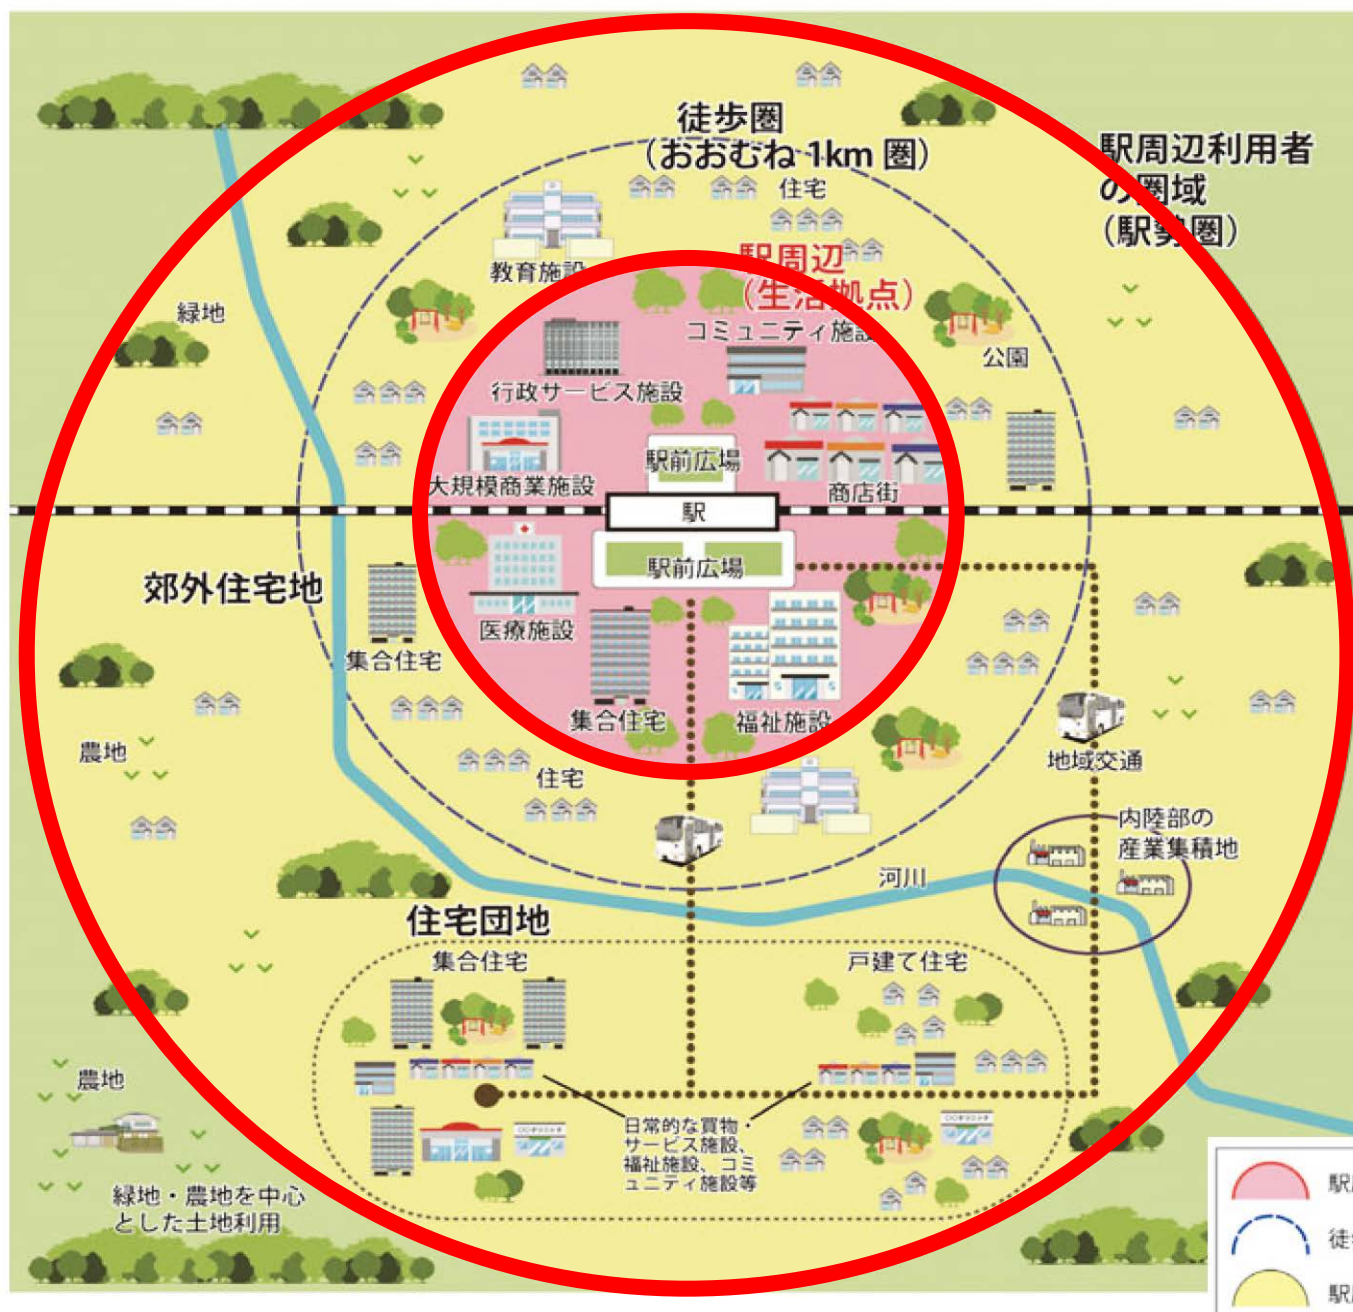 徒歩圏
（おおむね 1km 圏）
駅周辺利用者
の圏域
（駅勢圏）
住宅
教育施設
駅周辺
（生活拠点）
緑地
コミュニティ施設
公園
行政サービス施設
駅前広場
大規模商業施設
商店街
駅
駅前広場
郊外住宅地
医療施設
集合住宅
集合住宅
福祉施設
農地
住宅
地域交通
内陸部の
産業集積地
河川
住宅団地
集合住宅
戸建て住宅
農地
日常的な買物・
サービス施設、
福祉施設、コミ
ュニティ施設等
緑地・農地を中心
とした土地利用
駅
徒
駅